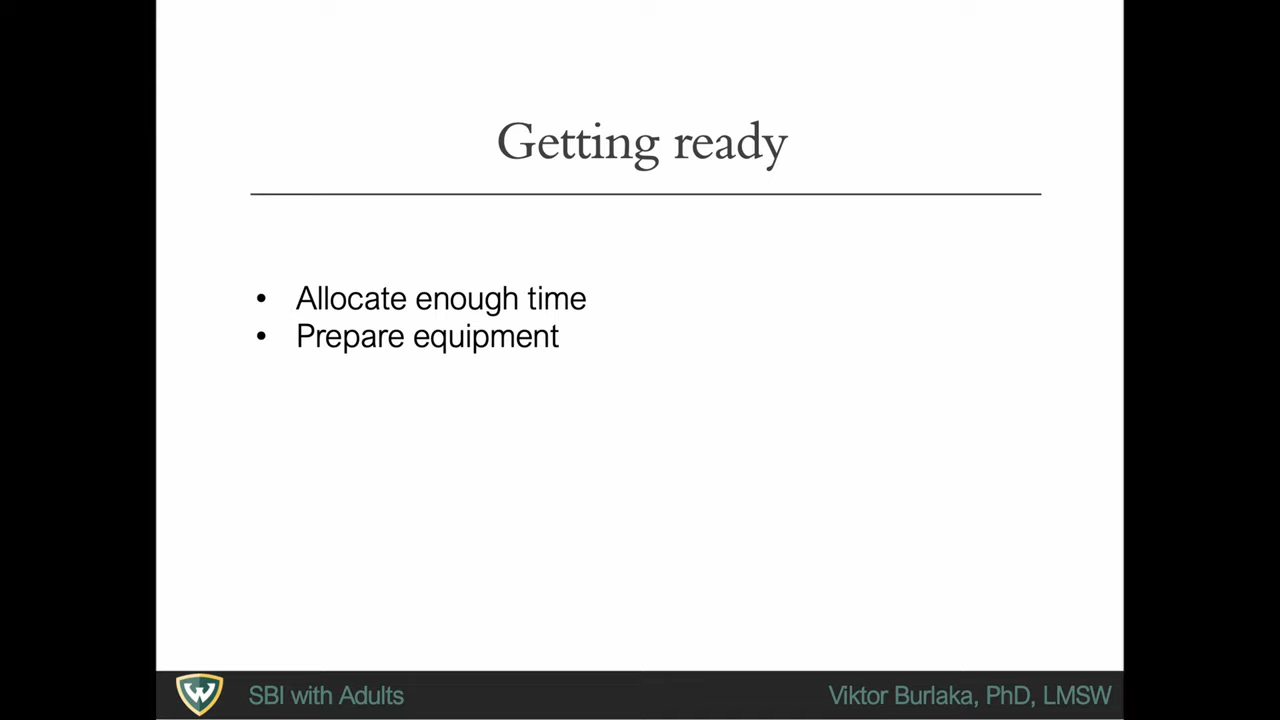 Getting ready
• Allocate enough time
• Prepare equipment
W
SBI with Adults
Viktor Burlaka, PhD, LMSW